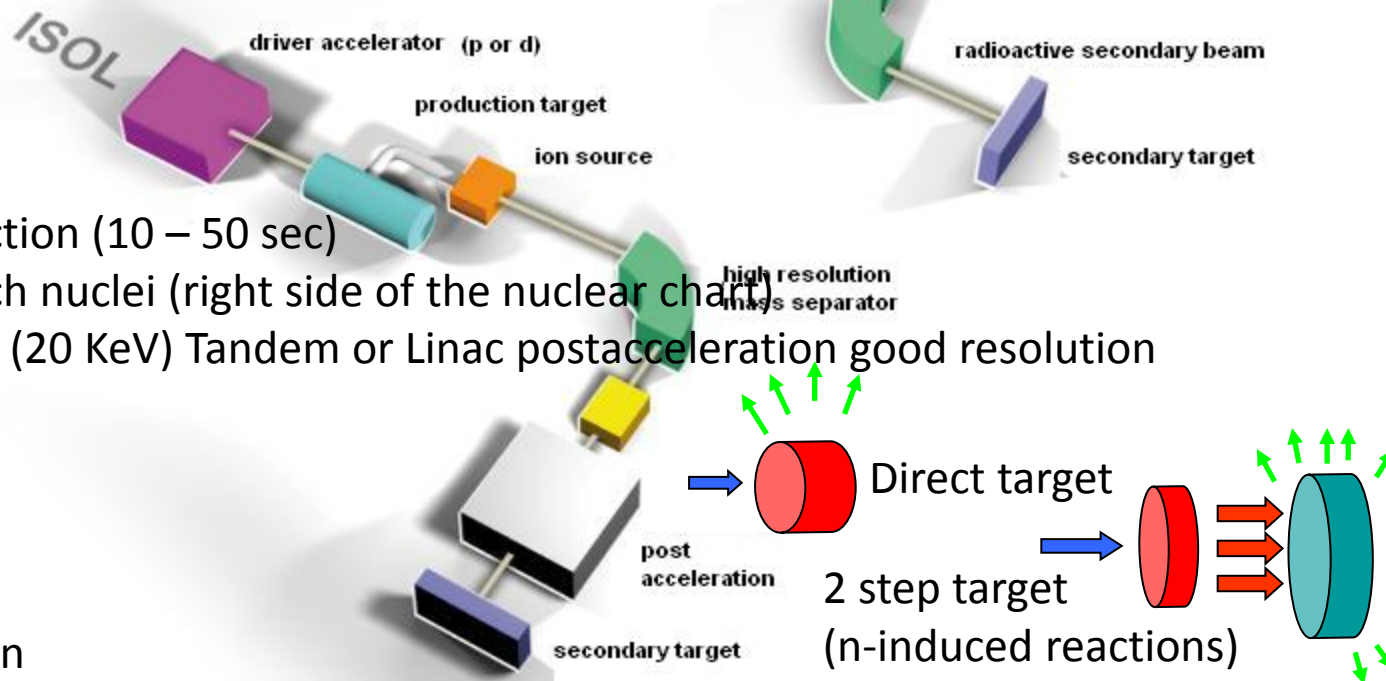 ISOL
driver accelerator (p or d)
production target
ion source
radioactive secondary beam
secondary target
ction (10 – 50 sec)
high resolution
mass separator
ch nuclei (right side of the nuclear chart)
(20 KeV) Tandem or Linac postacceleration good resolution
Direct target
post
acceleration
2 step target
(n-induced reactions)
secondary target
n